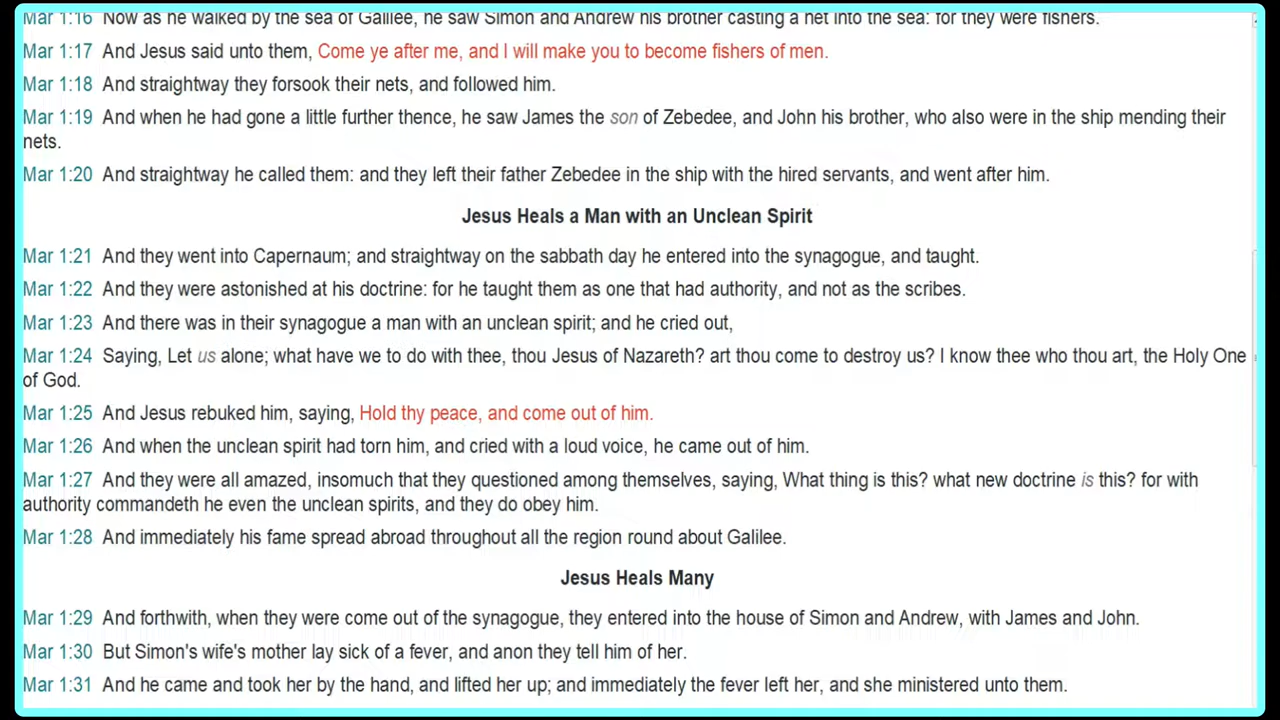 Mar 1:16 Now as he walked by the sea of Galilee, he saw Simon and Andrew his brother casting a net into the sea: for they were fishers.
Mar 1:17 And Jesus said unto them, Come ye after me, and I will make you to become fishers of men.
Mar 1:18 And straightway they forsook their nets, and followed him.
Mar 1:19 And when he had gone a little further thence, he saw James the son of Zebedee, and John his brother, who also were in the ship mending their
nets.
Mar 1:20 And straightway he called them: and they left their father Zebedee in the ship with the hired servants, and went after him.
Jesus Heals a Man with an Unclean Spirit
Mar 1:21 And they went into Capernaum; and straightway on the sabbath day he entered into the synagogue, and taught.
Mar 1:22 And they were astonished at his doctrine: for he taught them as one that had authority, and not as the scribes.
Mar 1:23 And there was in their synagogue a man with an unclean spirit; and he cried out,
Mar 1:24 Saying, Let us alone; what have we to do with thee, thou Jesus of Nazareth? art thou come to destroy us? I know thee who thou art, the Holy One
of God.
Mar 1:25 And Jesus rebuked him, saying, Hold thy peace, and come out of him.
Mar 1:26 And when the unclean spirit had torn him, and cried with a loud voice, he came out of him.
Mar 1:27 And they were all amazed, insomuch that they questioned among themselves, saying, What thing is this? what new doctrine is this? for with
authority commandeth he even the unclean spirits, and they do obey him.
Mar 1:28 And immediately his fame spread abroad throughout all the region round about Galilee.
Jesus Heals Many
Mar 1:29 And forthwith, when they were come out of the synagogue, they entered into the house of Simon and Andrew, with James and John.
Mar 1:30 But Simon's wife's mother lay sick of a fever, and anon they tell him of her.
Mar 1:31 And he came and took her by the hand, and lifted her up; and immediately the fever left her, and she ministered unto them.